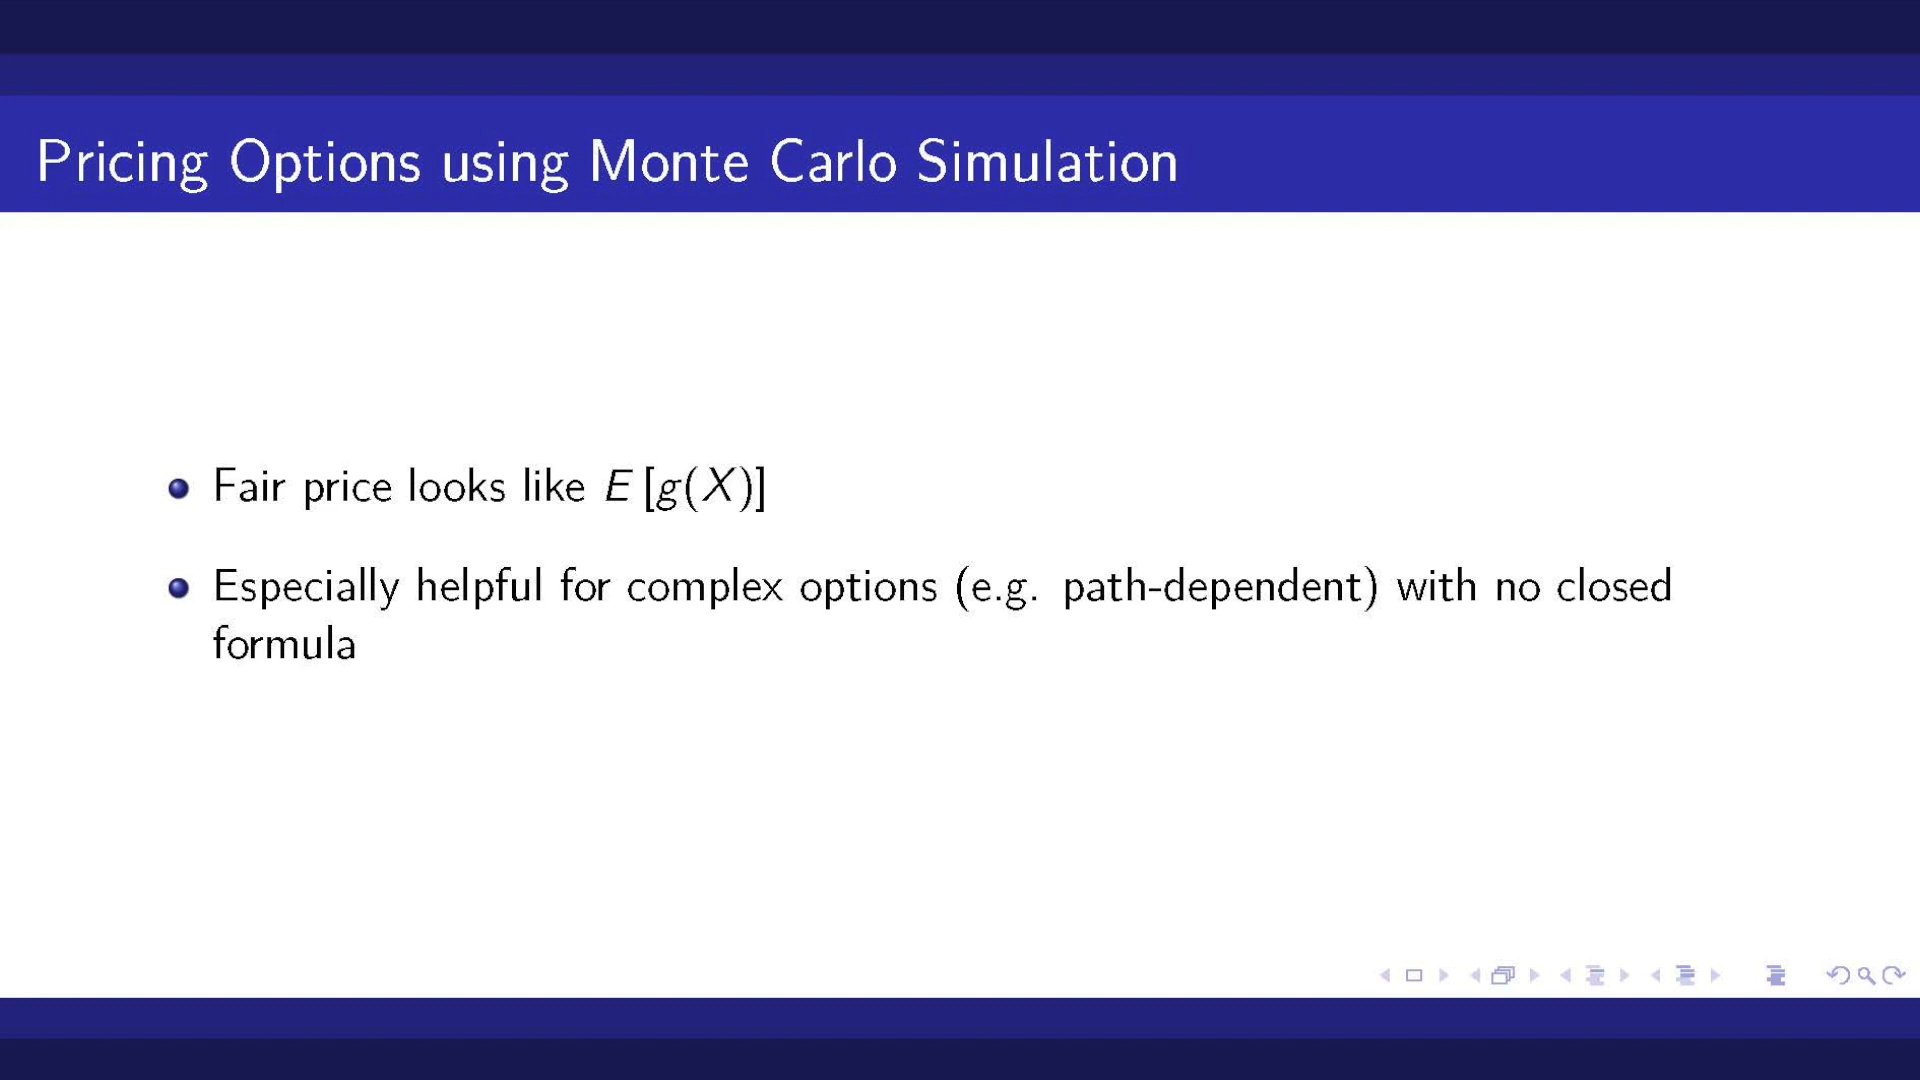 Pricing Options using Monte Carlo Simulation
Fair price looks like E [g(X)]
Especially helpful for complex options (e.g. path-dependent) with no closed
formula